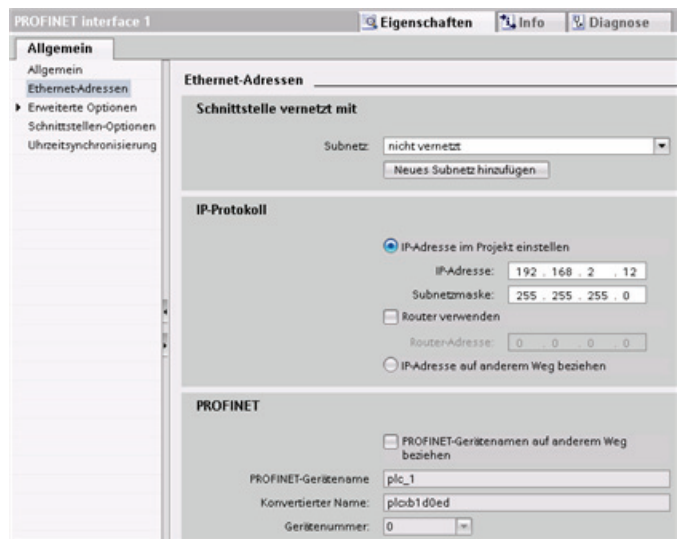 PROFINET interface 1
Eigenschaften
Info
Diagnose
Allgemein
Allgemein
Ethernet-Adressen
Erweiterte Optionen
Schnittstellen-Optionen
Uhrzeitsynchronisierung
Ethernet-Adressen
Schnittstelle vernetzt mit
Subnetz: nicht vernetzt
Neues Subnetz hinzufügen
IP-Protokoll
IP-Adresse im Projekt einstellen
IP-Adresse: 192 . 168 . 2 . 12
Subnetzmaske: 255 . 255 . 255 . 0
Router verwenden
Router-Adresse: 0 . 0 . 0 . 0
IP-Adresse auf anderem Weg beziehen
PROFINET
PROFINET-Gerätenamen auf anderem Weg
beziehen
PROFINET-Gerätename plc_1
Konvertierter Name: plcxb1d0ed
Gerätenummer: 0